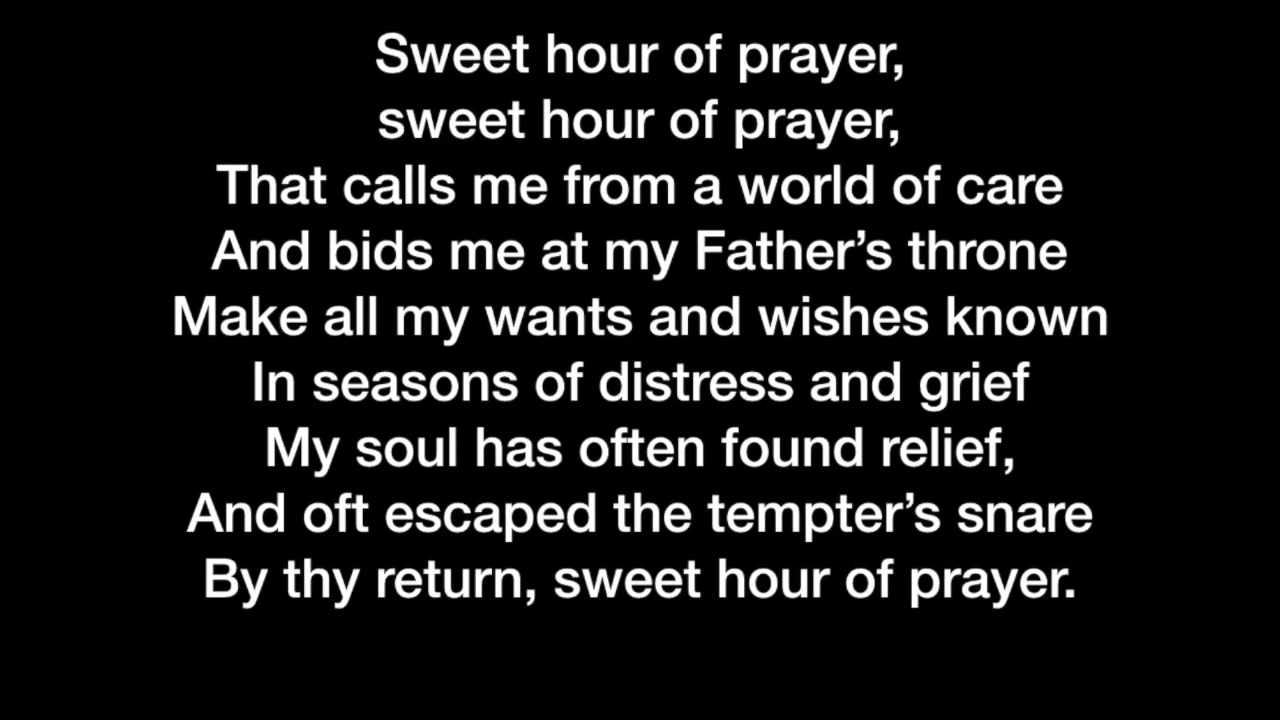 Sweet hour of prayer,
sweet hour of prayer,
That calls me from a world of care
And bids me at my Father’s throne
Make all my wants and wishes known
In seasons of distress and grief
My soul has often found relief,
And oft escaped the tempter’s snare
By thy return, sweet hour of prayer.